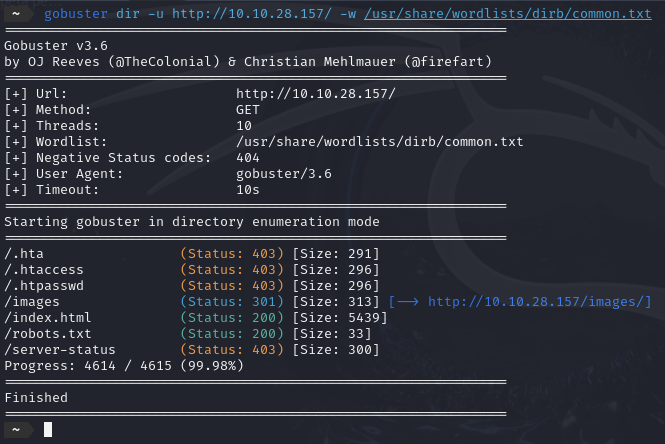 ~ gobuster dir -u http://10.10.28.157/ -w /usr/share/wordlists/dirb/common.txt
===============================================================
Gobuster v3.6
by OJ Reeves (@TheColonial) & Christian Mehlmauer (@firefart)
===============================================================
[+] Url:                     http://10.10.28.157/
[+] Method:                  GET
[+] Threads:                 10
[+] Wordlist:                /usr/share/wordlists/dirb/common.txt
[+] Negative Status codes:   404
[+] User Agent:              gobuster/3.6
[+] Timeout:                 10s
===============================================================
Starting gobuster in directory enumeration mode
===============================================================
/.hta                 (Status: 403) [Size: 291]
/.htaccess            (Status: 403) [Size: 296]
/.htpasswd            (Status: 403) [Size: 296]
/images               (Status: 301) [Size: 313] [--> http://10.10.28.157/images/]
/index.html           (Status: 200) [Size: 5439]
/robots.txt           (Status: 200) [Size: 33]
/server-status        (Status: 403) [Size: 300]
Progress: 4614 / 4615 (99.98%)
===============================================================
Finished
===============================================================
~